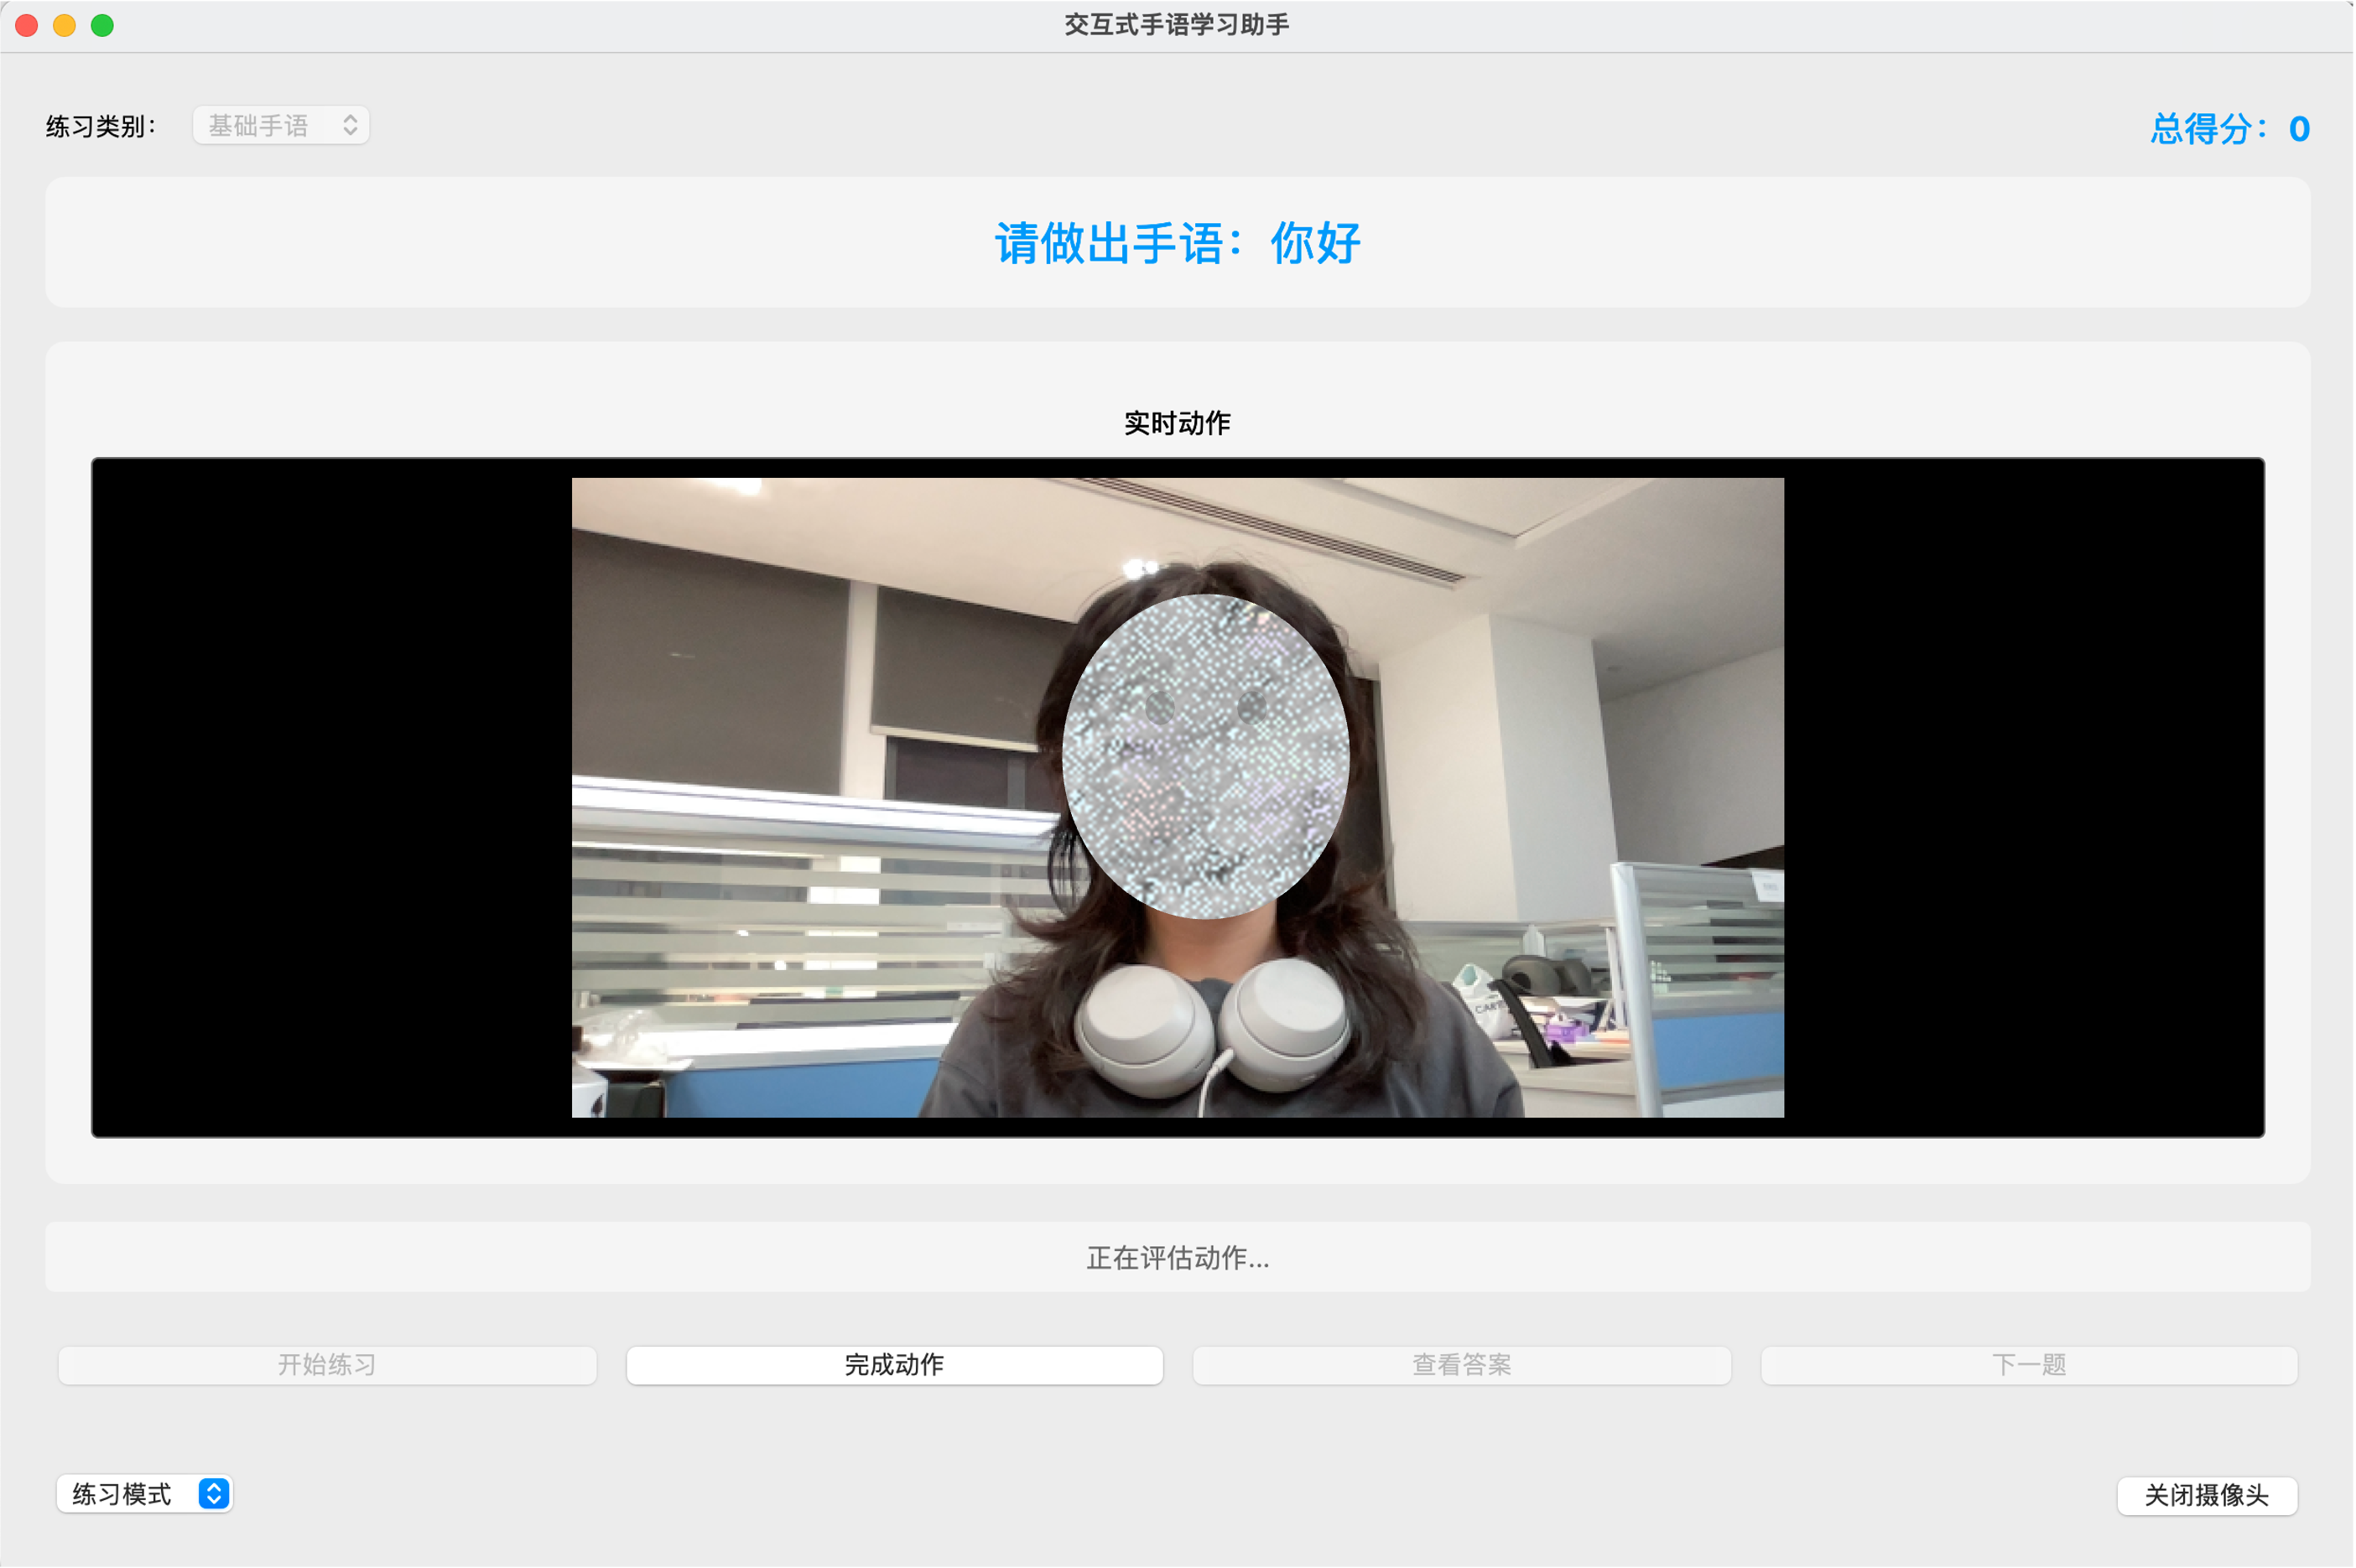 交互式手语学习助手
练习类别：
基础手语
总得分：0
请做出手语：你好
实时动作
正在评估动作...
开始练习
完成动作
查看答案
下一题
练习模式
关闭摄像头